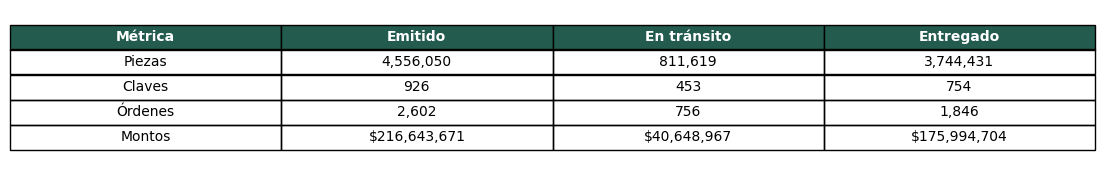 Métrica Emitido En tránsito Entregado
Piezas 4,556,050 811,619 3,744,431
Claves 926 453 754
Órdenes 2,602 756 1,846
Montos $216,643,671 $40,648,967 $175,994,704